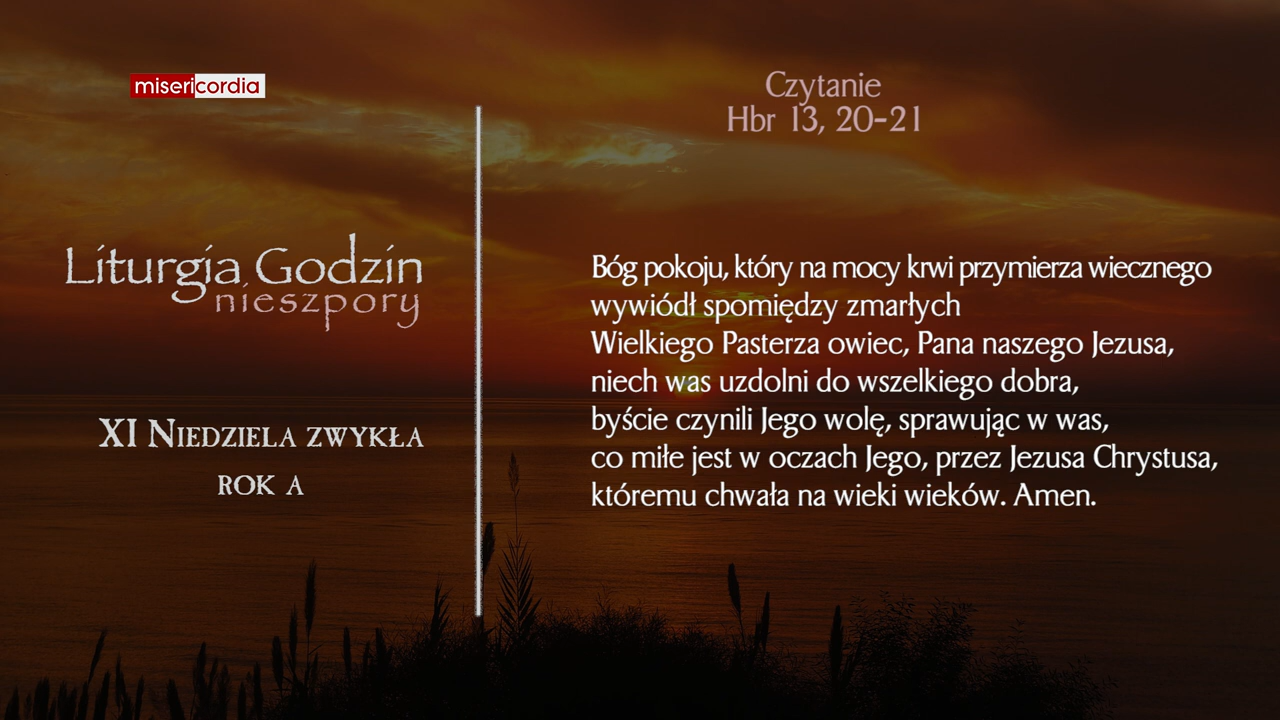 misericordia
Liturgia Godzin
nieszpory
XI Niedziela zwykła
rok A
Czytanie
Hbr 13, 20-21
Bóg pokoju, który na mocy krwi przymierza wiecznego
wywiódł spomiędzy zmarłych
Wielkiego Pasterza owiec, Pana naszego Jezusa,
niech was uzdolni do wszelkiego dobra,
byście czynili Jego wolę, sprawując w was,
co miłe jest w oczach Jego, przez Jezusa Chrystusa,
któremu chwała na wieki wieków. Amen.